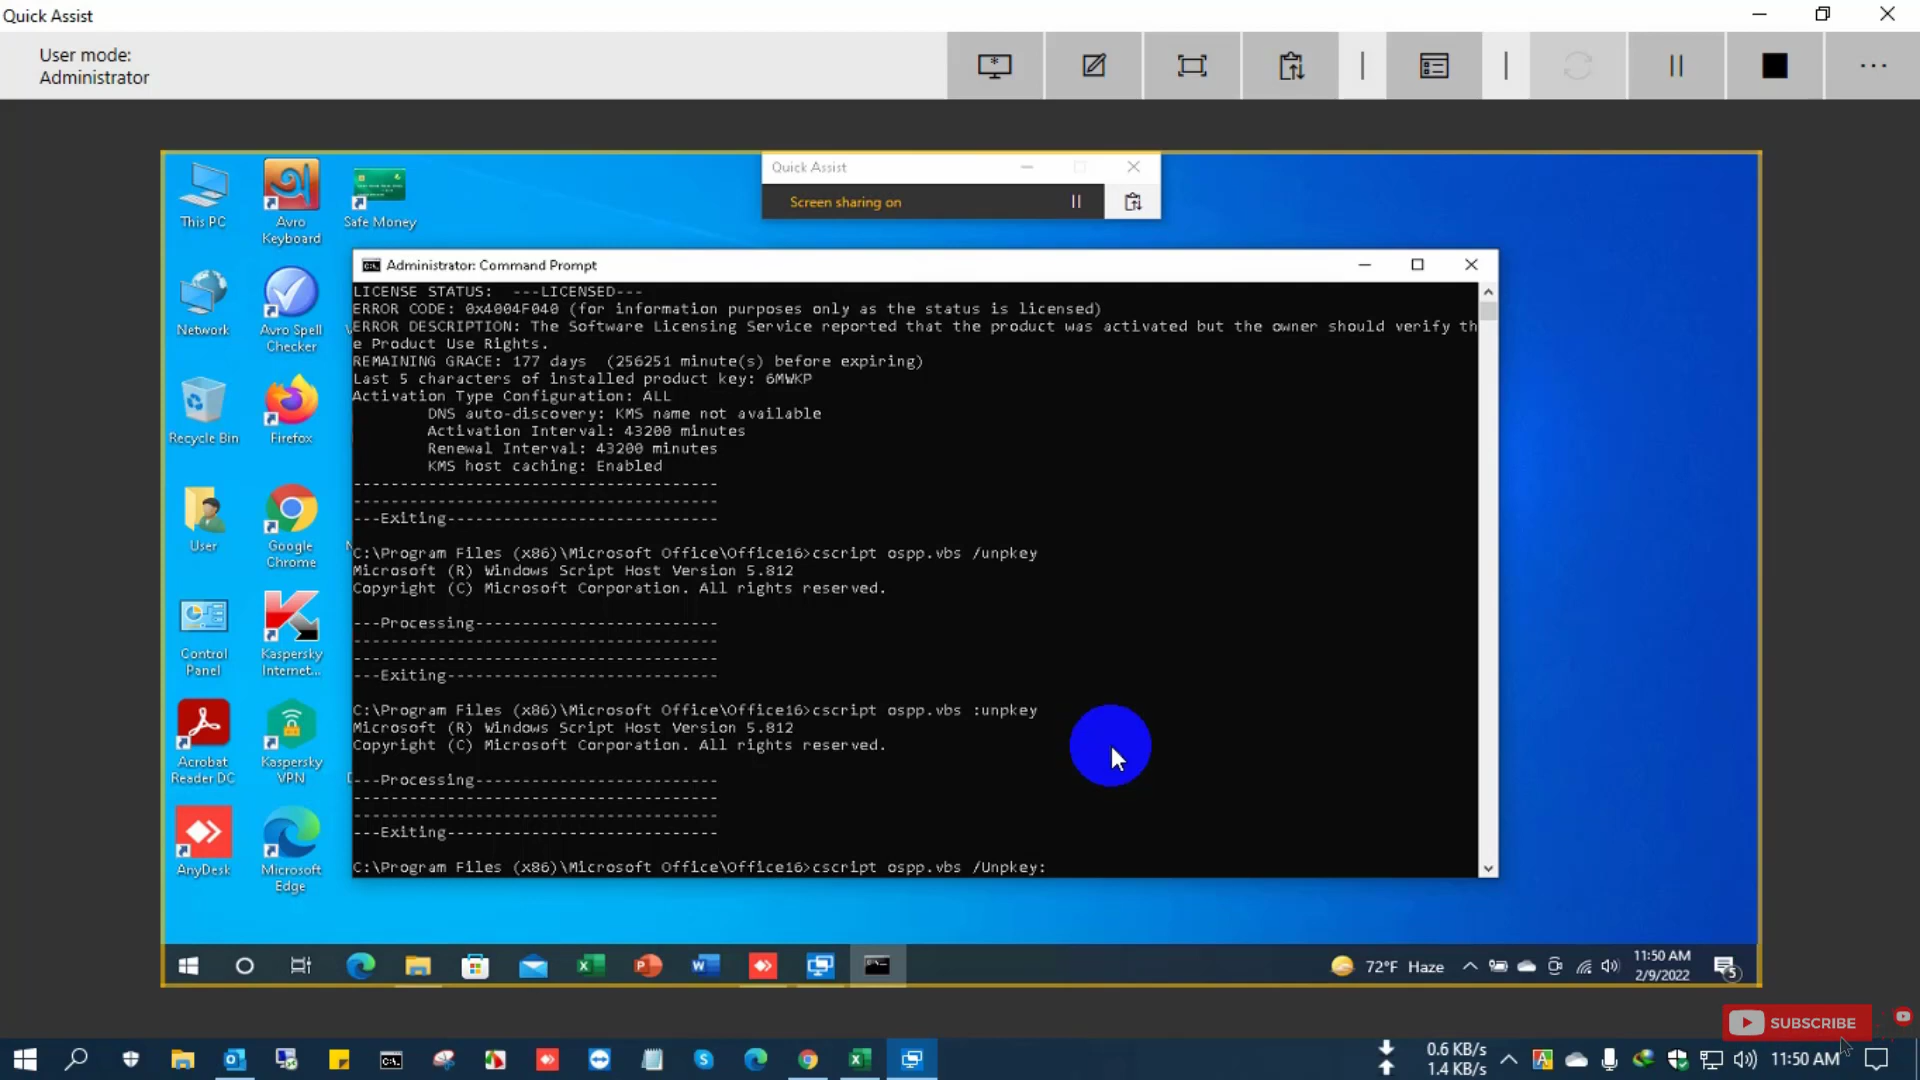 Quick Assist
User mode:
Administrator
This PC
Avro
Keyboard
Safe Money
Quick Assist
Screen sharing on
Network
Avro Spell
Checker
Recycle Bin
Firefox
User
Google
Chrome
Control
Panel
Kaspersky
Internet...
Acrobat
Reader DC
Kaspersky
VPN
AnyDesk
Microsoft
Edge
Administrator: Command Prompt
LICENSE STATUS:  ---LICENSED---
ERROR CODE: 0x4004F040 (for information purposes only as the status is licensed)
ERROR DESCRIPTION: The Software Licensing Service reported that the product was activated but the owner should verify th
e Product Use Rights.
REMAINING GRACE: 177 days  (256251 minute(s) before expiring)
Last 5 characters of installed product key: 6MWKP
Activation Type Configuration: ALL
DNS auto-discovery: KMS name not available
Activation Interval: 43200 minutes
Renewal Interval: 43200 minutes
KMS host caching: Enabled
---------------------------------------
---------------------------------------
---Exiting-----------------------------
C:\Program Files (x86)\Microsoft Office\Office16>cscript ospp.vbs /unpkey
Microsoft (R) Windows Script Host Version 5.812
Copyright (C) Microsoft Corporation. All rights reserved.
---Processing--------------------------
---------------------------------------
---------------------------------------
---Exiting-----------------------------
C:\Program Files (x86)\Microsoft Office\Office16>cscript ospp.vbs :unpkey
Microsoft (R) Windows Script Host Version 5.812
Copyright (C) Microsoft Corporation. All rights reserved.
---Processing--------------------------
---------------------------------------
---------------------------------------
---Exiting-----------------------------
C:\Program Files (x86)\Microsoft Office\Office16>cscript ospp.vbs /Unpkey:
72°F Haze
11:50 AM
2/9/2022
5
SUBSCRIBE
0.6 KB/s
1.4 KB/s
11:50 AM